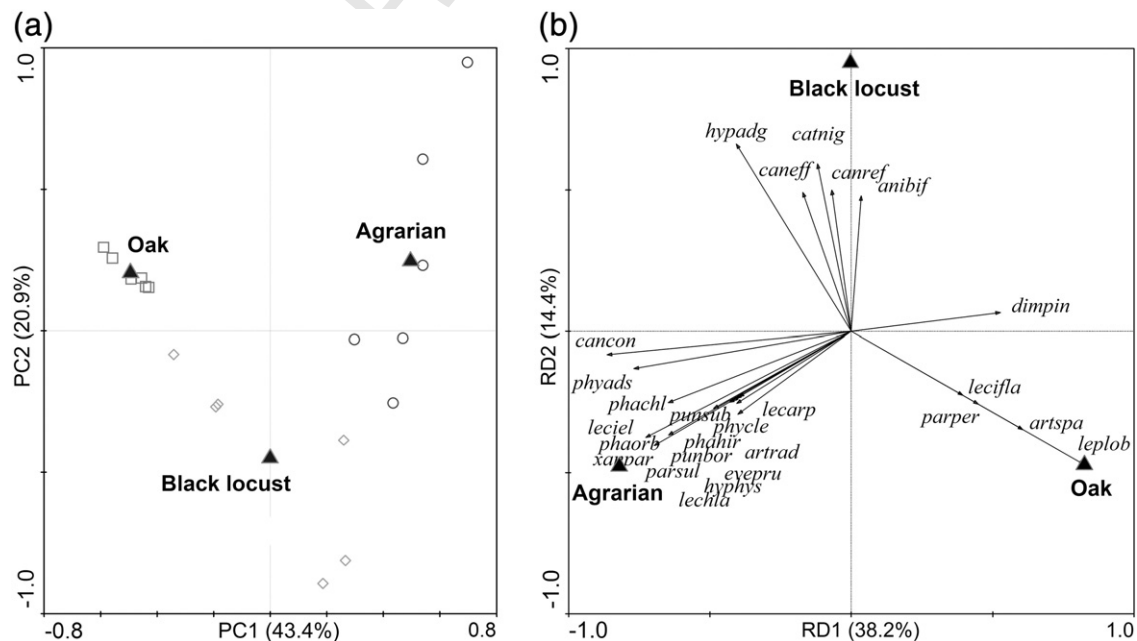 (a)
1.0
Oak
Agrarian
PC2 (20.9%)
Black locust
-1.0
-0.8
PC1 (43.4%)
0.8
(b)
1.0
Black locust
hypadg
catnig
caneff
canref
anibif
RD2 (14.4%)
dimpin
cancon
phyads
lecifla
phachl
punsub
lecarp
parper
leciel
phycle
artspa
phaorb
phahir
leplob
xanpar
punbor
artrad
parsul
eyepru
Agrarian
hyphys
Oak
lechla
-1.0
-1.0
RD1 (38.2%)
1.0